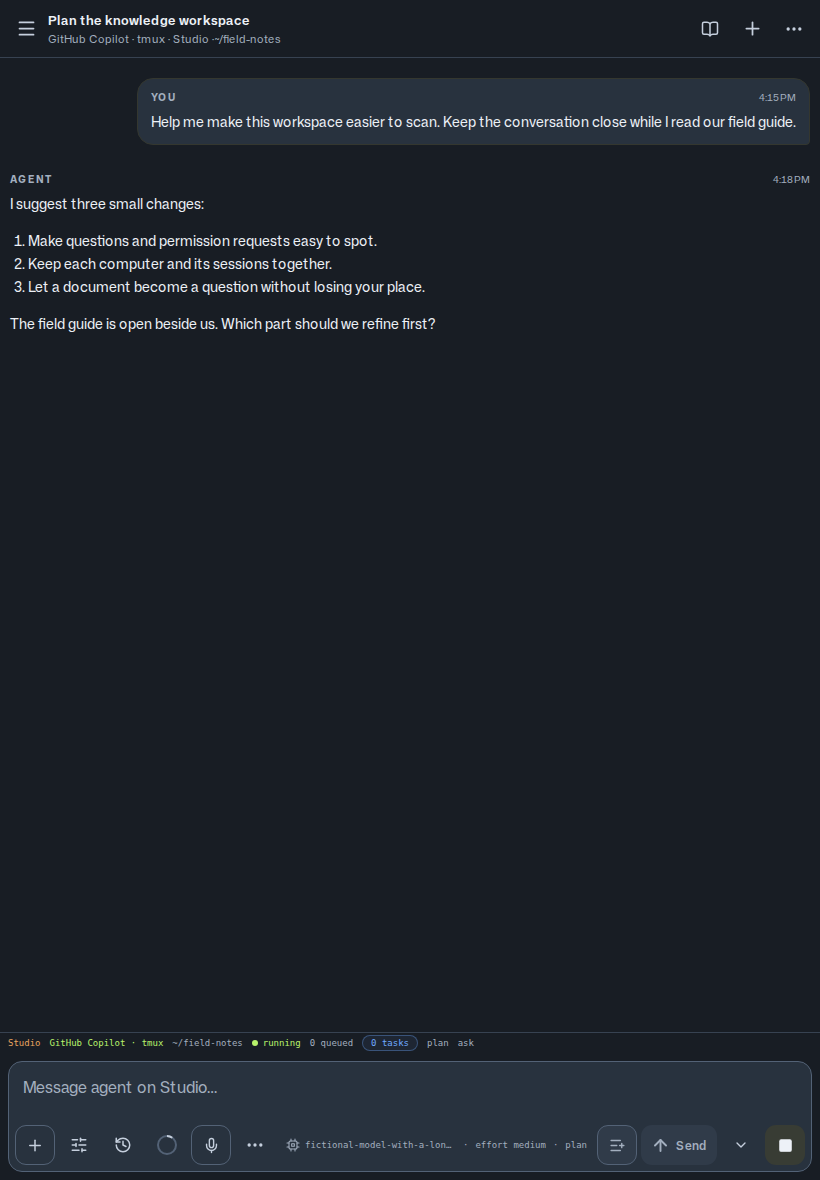 Plan the knowledge workspace
GitHub Copilot · tmux · Studio · ~/field-notes
YOU 4:15 PM
Help me make this workspace easier to scan. Keep the conversation close while I read our field guide.
AGENT 4:18 PM
I suggest three small changes:
1. Make questions and permission requests easy to spot.
2. Keep each computer and its sessions together.
3. Let a document become a question without losing your place.
The field guide is open beside us. Which part should we refine first?
Studio GitHub Copilot · tmux ~/field-notes running 0 queued 0 tasks plan ask
Message agent on Studio...
fictional-model-with-a-lon… · effort medium · plan Send